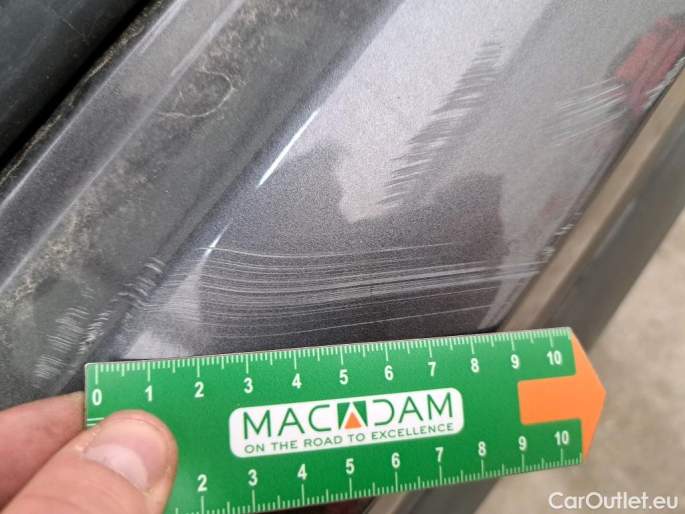 0 1 2 3 4 5 6 7 8 9 10
MACADAM
ON THE ROAD TO EXCELLENCE
2 3 4 5 6 7 8 9 10
CarOutlet.eu